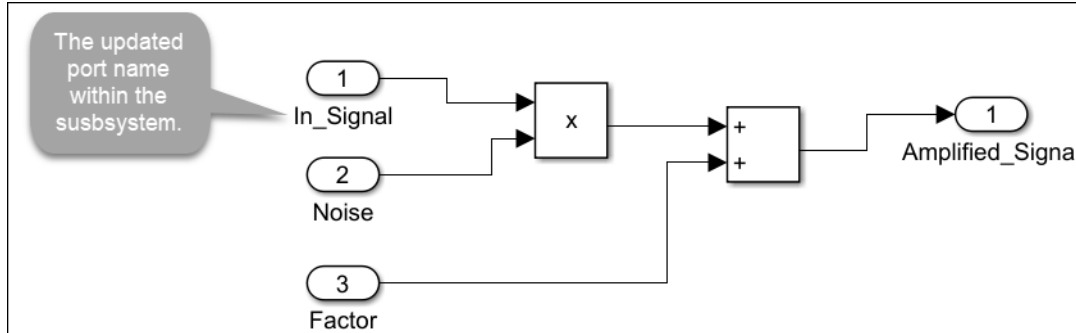 The updated
port name
within the
susbsystem.
1
In_Signal
2
Noise
3
Factor
x
+
+
1
Amplified_Signa